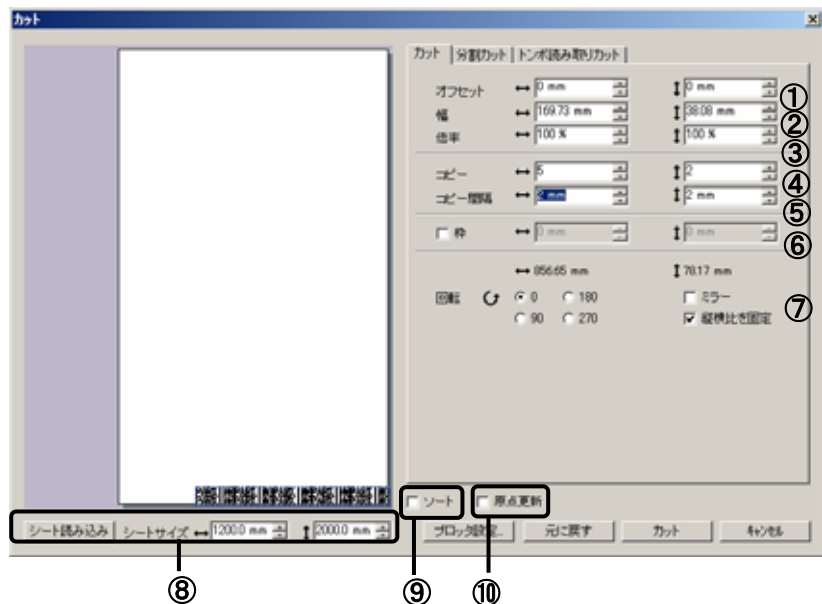 カット
カット 分割カット トンボ読み取りカット
オフセット ↔ 0 mm ↕ 0 mm ①
幅 ↔ 169.73 mm ↕ 38.08 mm ②
倍率 ↔ 100 % ↕ 100 % ③
コピー ↔ 5 ↕ 2 ④
コピー間隔 ↔ 2 mm ↕ 2 mm ⑤
枠 ↔ 0 mm ↕ 0 mm ⑥
↔ 856.65 mm ↕ 78.17 mm
回転 0 180 ミラー ⑦
90 270 縦横比を固定
ソート 原点更新
シート読み込み シートサイズ ↔ 1200.0 mm ↕ 2000.0 mm プロッタ設定.. 元に戻す カット キャンセル
⑧ ⑨ ⑩